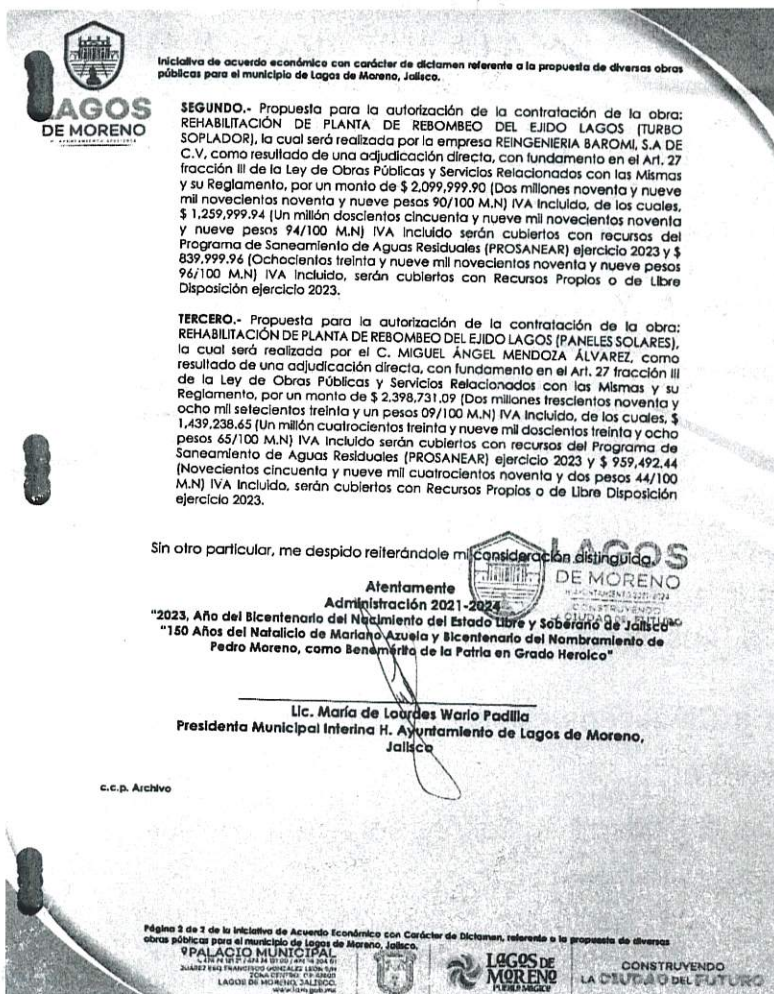 Iniciativa de acuerdo económico con carácter de dictamen referente a la propuesta de diversas obras
públicas para el municipio de Lagos de Moreno, Jalisco.
LAGOS
DE MORENO
SEGUNDO.- Propuesta para la autorización de la contratación de la obra:
REHABILITACIÓN DE PLANTA DE REBOMBEO DEL EJIDO LAGOS (TURBO
SOPLADOR), la cual será realizada por la empresa REINGENIERIA BAROMI, S.A DE
C.V, como resultado de una adjudicación directa, con fundamento en el Art. 27
fracción III de la Ley de Obras Públicas y Servicios Relacionados con las Mismas
y su Reglamento, por un monto de $ 2,099,999.90 (Dos millones noventa y nueve
mil novecientos noventa y nueve pesos 90/100 M.N) IVA Incluido, de los cuales,
$ 1,259,999.94 (Un millón doscientos cincuenta y nueve mil novecientos noventa
y nueve pesos 94/100 M.N) IVA Incluido serán cubiertos con recursos del
Programa de Saneamiento de Aguas Residuales (PROSANEAR) ejercicio 2023 y $
839,999.96 (Ochocientos treinta y nueve mil novecientos noventa y nueve pesos
96/100 M.N) IVA Incluido, serán cubiertos con Recursos Propios o de Libre
Disposición ejercicio 2023.
TERCERO.- Propuesta para la autorización de la contratación de la obra:
REHABILITACIÓN DE PLANTA DE REBOMBEO DEL EJIDO LAGOS (PANELES SOLARES),
la cual será realizada por el C. MIGUEL ÁNGEL MENDOZA ÁLVAREZ, como
resultado de una adjudicación directa, con fundamento en el Art. 27 fracción III
de la Ley de Obras Públicas y Servicios Relacionados con las Mismas y su
Reglamento, por un monto de $ 2,398,731.09 (Dos millones trescientos noventa y
ocho mil setecientos treinta y un pesos 09/100 M.N) IVA Incluido, de los cuales, $
1,439,238.65 (Un millón cuatrocientos treinta y nueve mil doscientos treinta y ocho
pesos 65/100 M.N) IVA Incluido serán cubiertos con recursos del Programa de
Saneamiento de Aguas Residuales (PROSANEAR) ejercicio 2023 y $ 959,492.44
(Novecientos cincuenta y nueve mil cuatrocientos noventa y dos pesos 44/100
M.N) IVA Incluido, serán cubiertos con Recursos Propios o de Libre Disposición
ejercicio 2023.
Sin otro particular, me despido reiterándole mi consideración distinguida.
LAGOS
DE MORENO
CONSTRUYENDO
Atentamente
Administración 2021-2024
"2023, Año del Bicentenario del Nacimiento del Estado Libre y Soberano de Jalisco"
"150 Años del Natalicio de Mariano Azuela y Bicentenario del Nombramiento de
Pedro Moreno, como Benemérito de la Patria en Grado Heroico"
Lic. María de Lourdes Wario Padilla
Presidenta Municipal Interina H. Ayuntamiento de Lagos de Moreno,
Jalisco
c.c.p. Archivo
Página 2 de 2 de la Iniciativa de Acuerdo Económico con Carácter de Dictamen, referente a la propuesta de diversas
obras públicas para el municipio de Lagos de Moreno, Jalisco.
PALACIO MUNICIPAL
JUÁREZ ESQ FRANCISCO GONZÁLEZ LEÓN S/N
LAGOS DE MORENO, JALISCO.
LAGOS DE
MORENO
PUEBLO MÁGICO
CONSTRUYENDO
LA CIUDAD DEL FUTURO